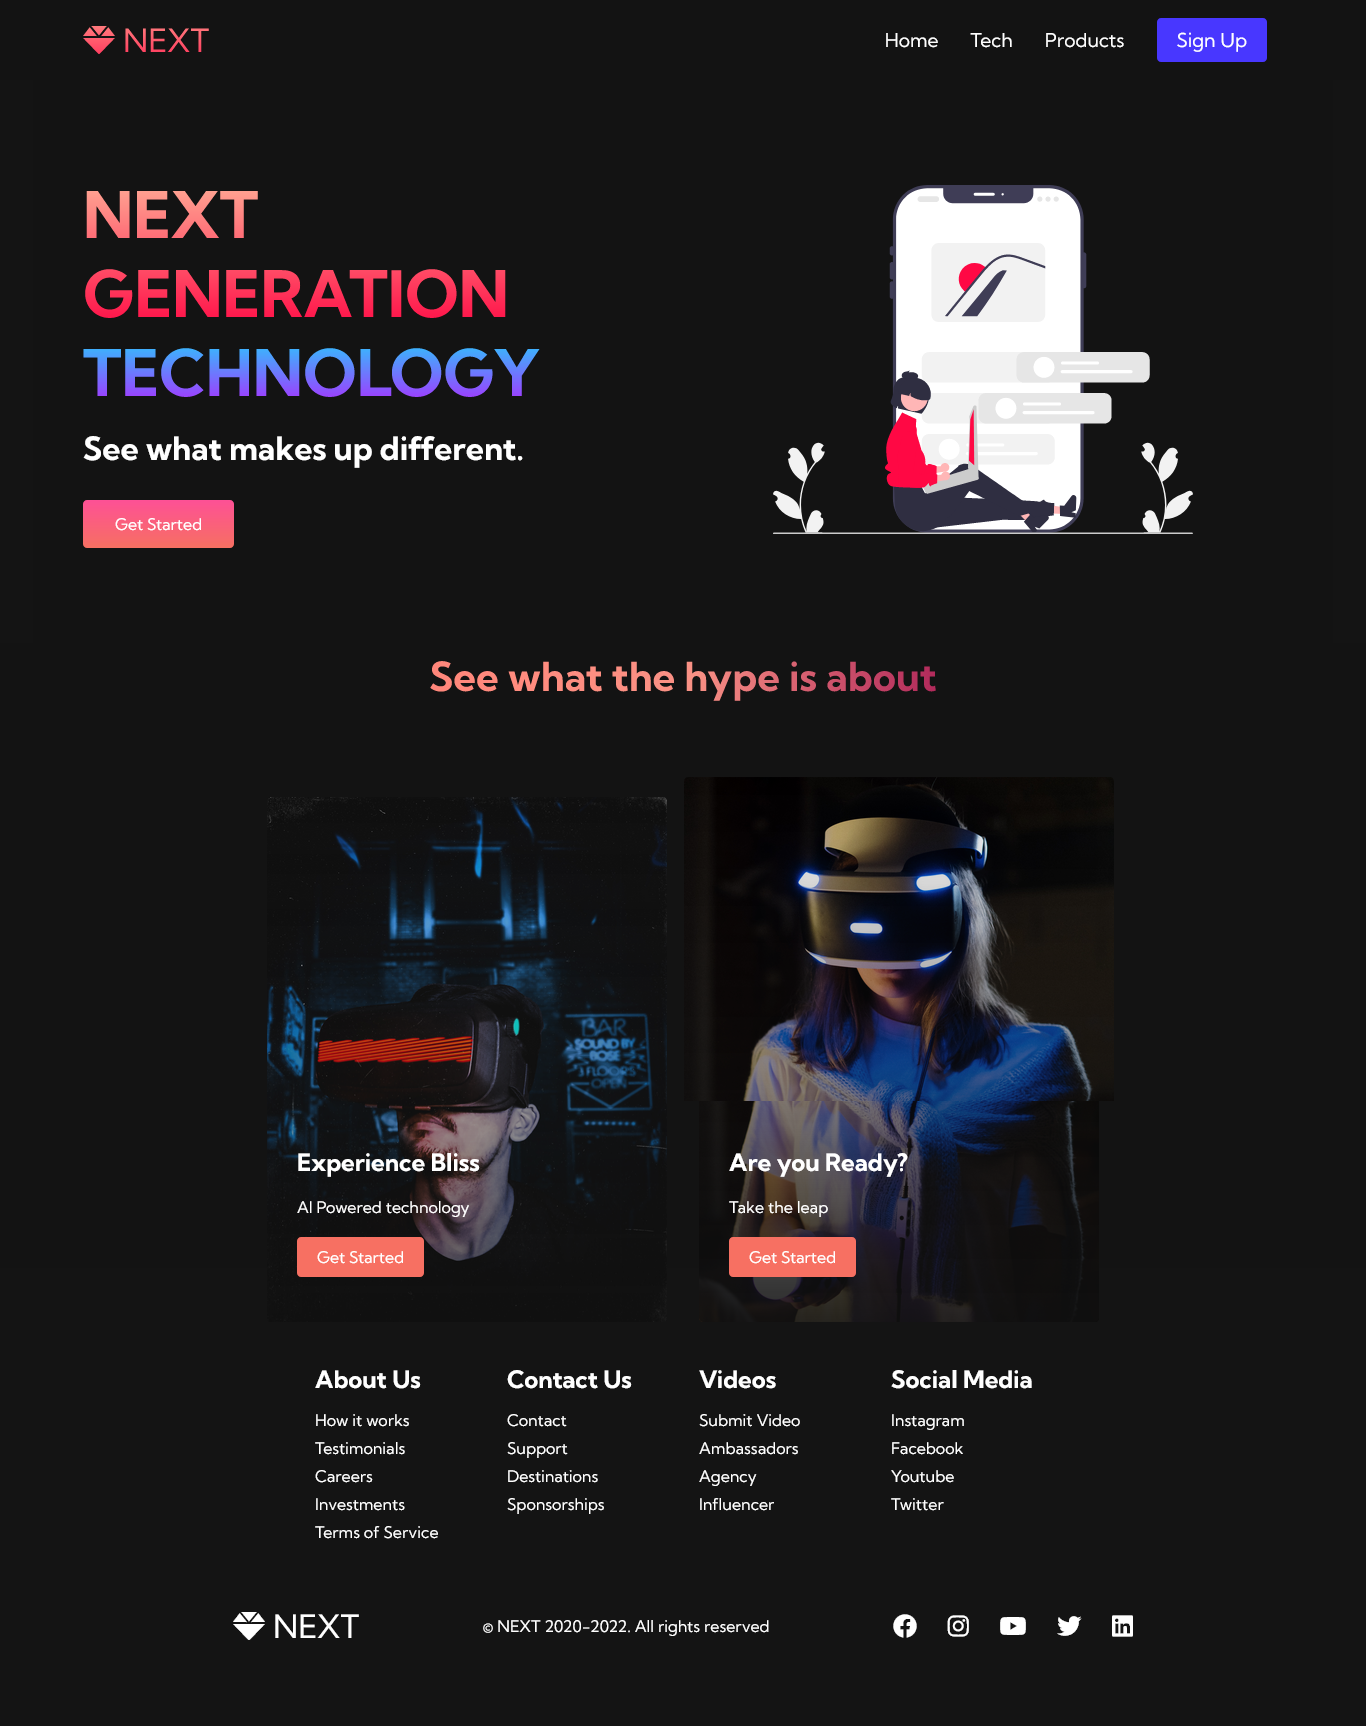 NEXT
Home
Tech
Products
Sign Up
NEXT
GENERATION
TECHNOLOGY
See what makes up different.
Get Started
See what the hype is about
BAR
SOUND BY
BOSE
3 FLOORS
OPEN
Experience Bliss
AI Powered technology
Get Started
Are you Ready?
Take the leap
Get Started
About Us
How it works
Testimonials
Careers
Investments
Terms of Service
Contact Us
Contact
Support
Destinations
Sponsorships
Videos
Submit Video
Ambassadors
Agency
Influencer
Social Media
Instagram
Facebook
Youtube
Twitter
NEXT
© NEXT 2020-2022. All rights reserved